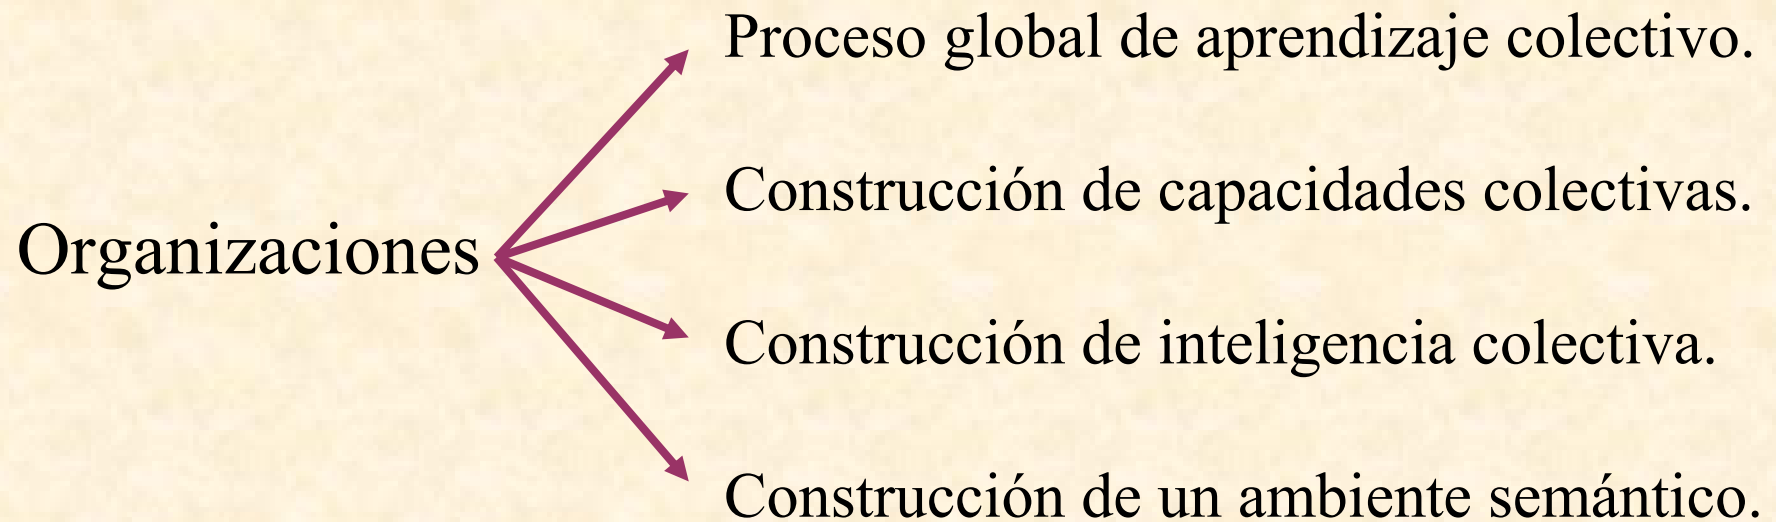 Proceso global de aprendizaje colectivo.
Construcción de capacidades colectivas.
Organizaciones
Construcción de inteligencia colectiva.
Construcción de un ambiente semántico.